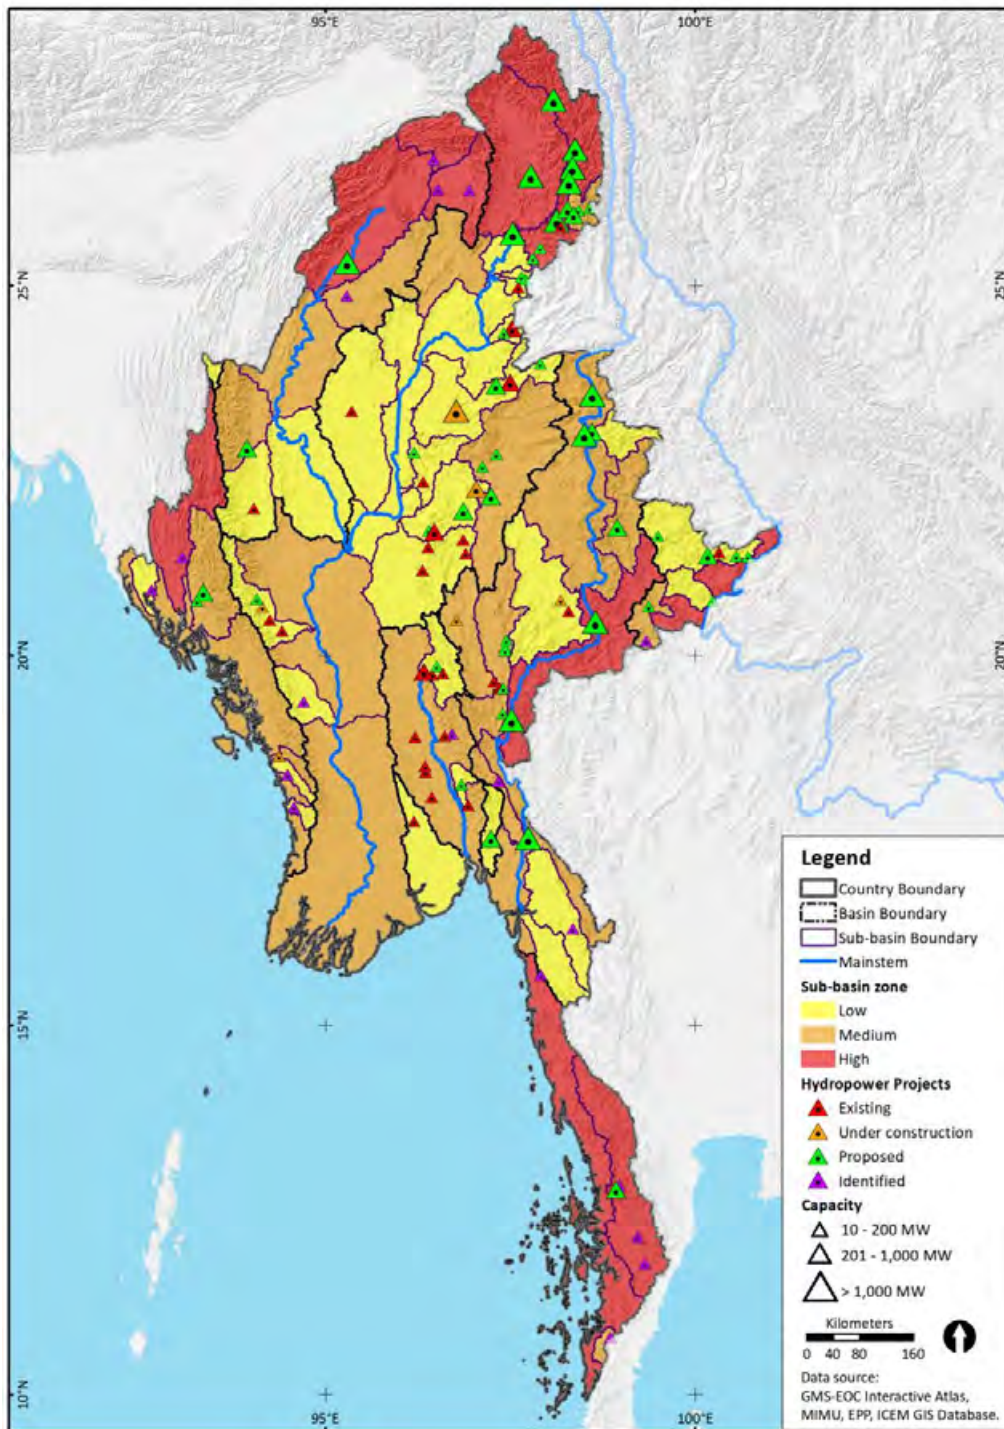 95°E
100°E
25°N
25°N
20°N
20°N
15°N
10°N
95°E
100°E
Legend
Country Boundary
Basin Boundary
Sub-basin Boundary
Mainstem
Sub-basin zone
Low
Medium
High
Hydropower Projects
Existing
Under construction
Proposed
Identified
Capacity
10 - 200 MW
201 - 1,000 MW
> 1,000 MW
Kilometers
0 40 80 160
Data source:
GMS-EOC Interactive Atlas,
MIMU, EPP, ICEM GIS Database.